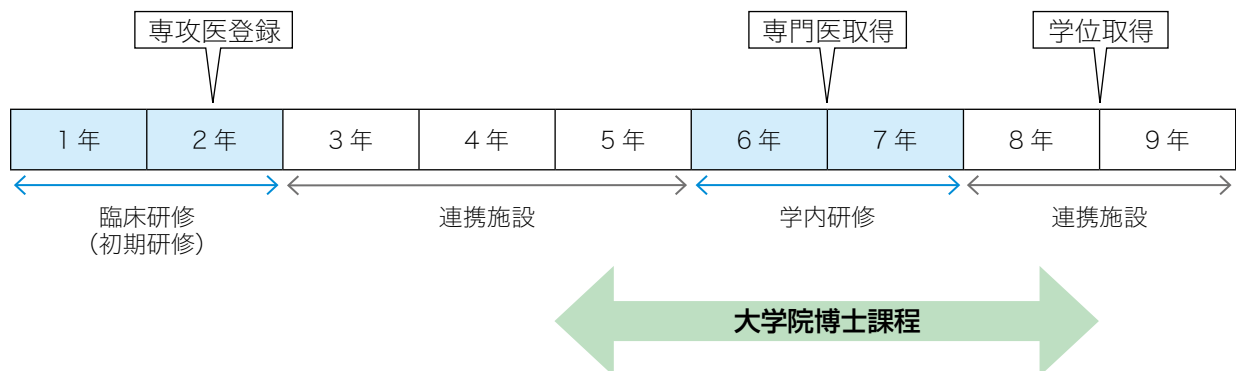 専攻医登録
専門医取得
学位取得
1年
2年
3年
4年
5年
6年
7年
8年
9年
臨床研修
（初期研修）
連携施設
学内研修
連携施設
大学院博士課程